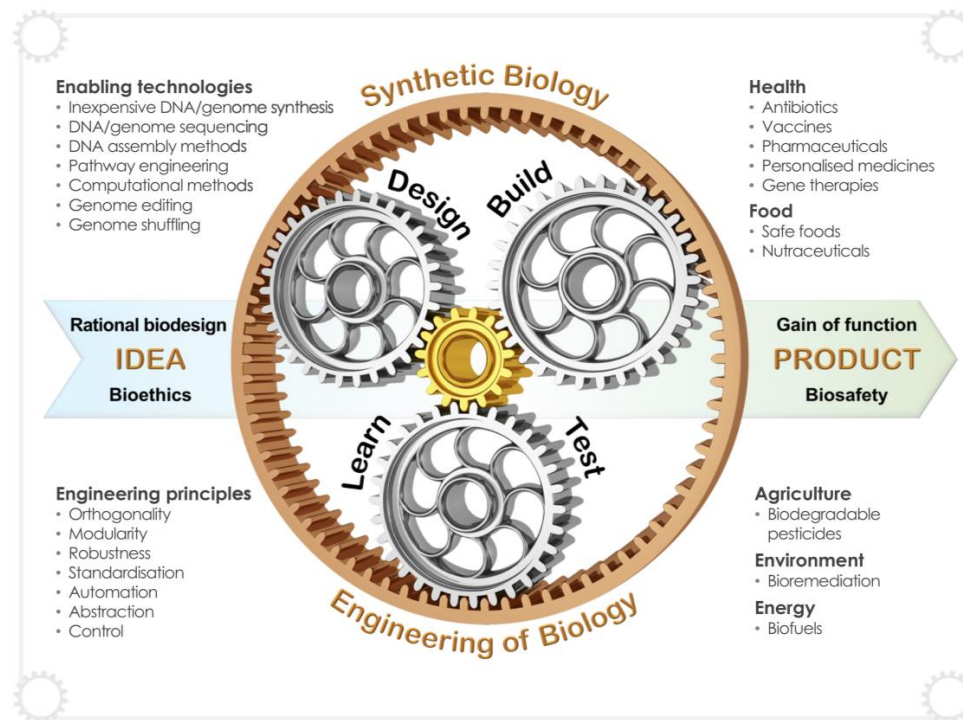 Synthetic Biology
Enabling technologies
• Inexpensive DNA/genome synthesis
• DNA/genome sequencing
• DNA assembly methods
• Pathway engineering
• Computational methods
• Genome editing
• Genome shuffling
Health
• Antibiotics
• Vaccines
• Pharmaceuticals
• Personalised medicines
• Gene therapies
Food
• Safe foods
• Nutraceuticals
Design
Build
Rational biodesign
IDEA
Bioethics
Gain of function
PRODUCT
Biosafety
Learn
Test
Engineering principles
• Orthogonality
• Modularity
• Robustness
• Standardisation
• Automation
• Abstraction
• Control
Agriculture
• Biodegradable
pesticides
Environment
• Bioremediation
Energy
• Biofuels
Engineering of Biology